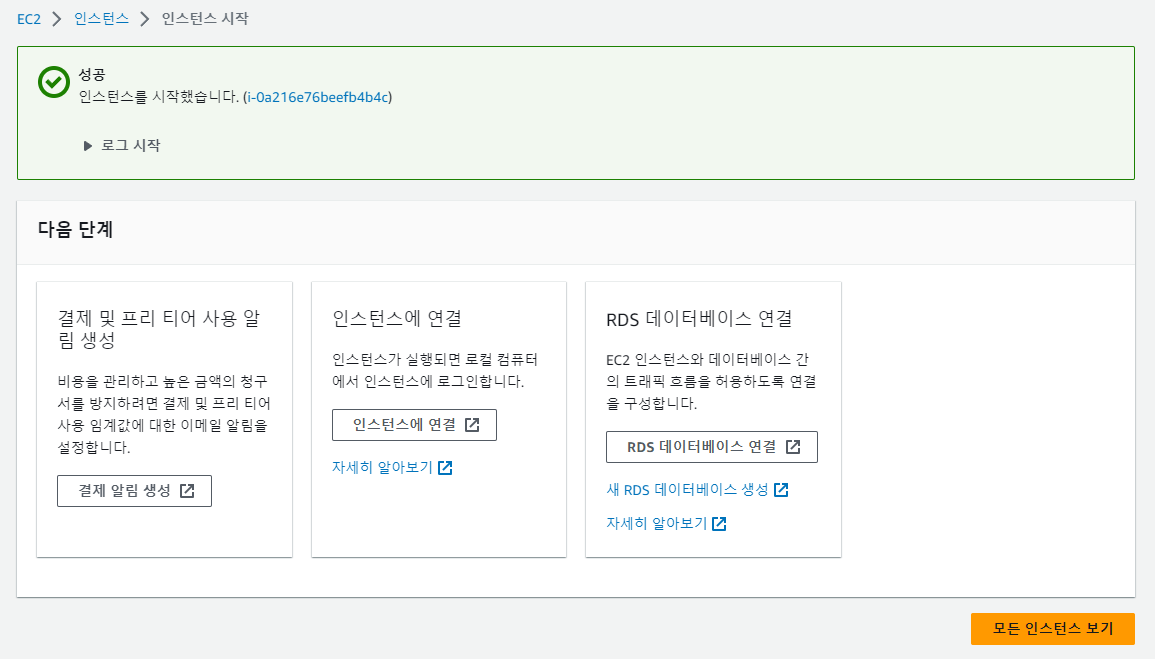 EC2 > 인스턴스 > 인스턴스 시작
성공
인스턴스를 시작했습니다. (i-0a216e76beefb4b4c)
로그 시작
다음 단계
결제 및 프리 티어 사용 알
림 생성
비용을 관리하고 높은 금액의 청구
서를 방지하려면 결제 및 프리 티어
사용 임계값에 대한 이메일 알림을
설정합니다.
결제 알림 생성
인스턴스에 연결
인스턴스가 실행되면 로컬 컴퓨터
에서 인스턴스에 로그인합니다.
인스턴스에 연결
자세히 알아보기
RDS 데이터베이스 연결
EC2 인스턴스와 데이터베이스 간
의 트래픽 흐름을 허용하도록 연결
을 구성합니다.
RDS 데이터베이스 연결
새 RDS 데이터베이스 생성
자세히 알아보기
모든 인스턴스 보기